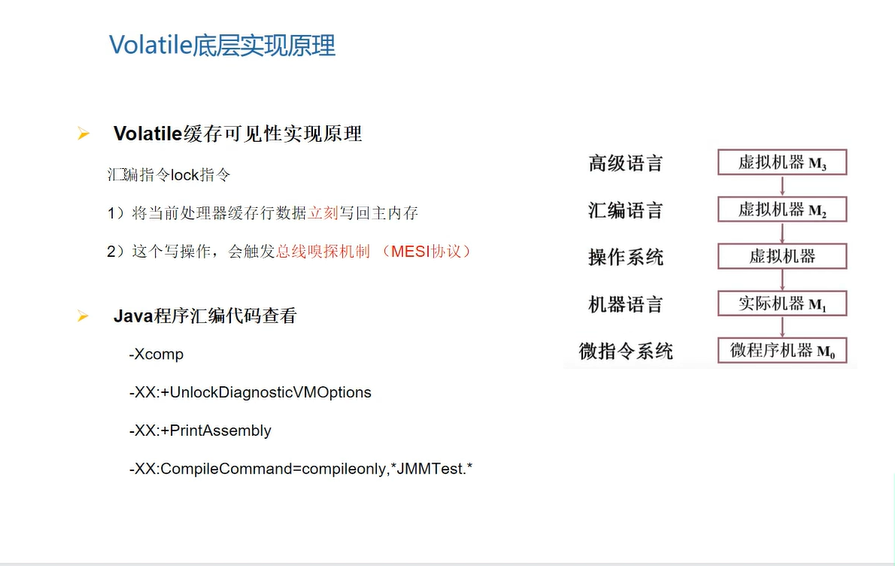 Volatile底层实现原理
Volatile缓存可见性实现原理
汇编指令lock指令
1）将当前处理器缓存行数据立刻写回主内存
2）这个写操作，会触发总线嗅探机制 （MESI协议）
Java程序汇编代码查看
-Xcomp
-XX:+UnlockDiagnosticVMOptions
-XX:+PrintAssembly
-XX:CompileCommand=compileonly,*JMMTest.*
高级语言 虚拟机器 M3
汇编语言 虚拟机器 M2
操作系统 虚拟机器
机器语言 实际机器 M1
微指令系统 微程序机器 M0